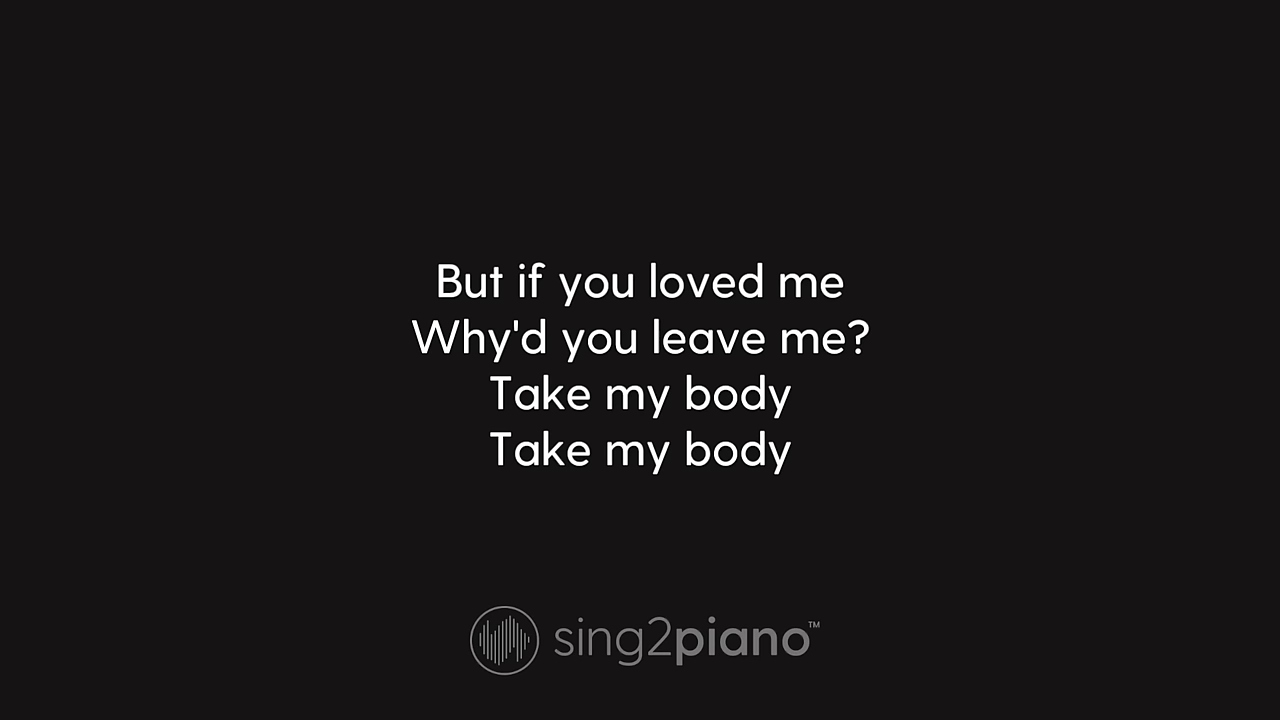 But if you loved me
Why'd you leave me?
Take my body
Take my body
sing2piano™